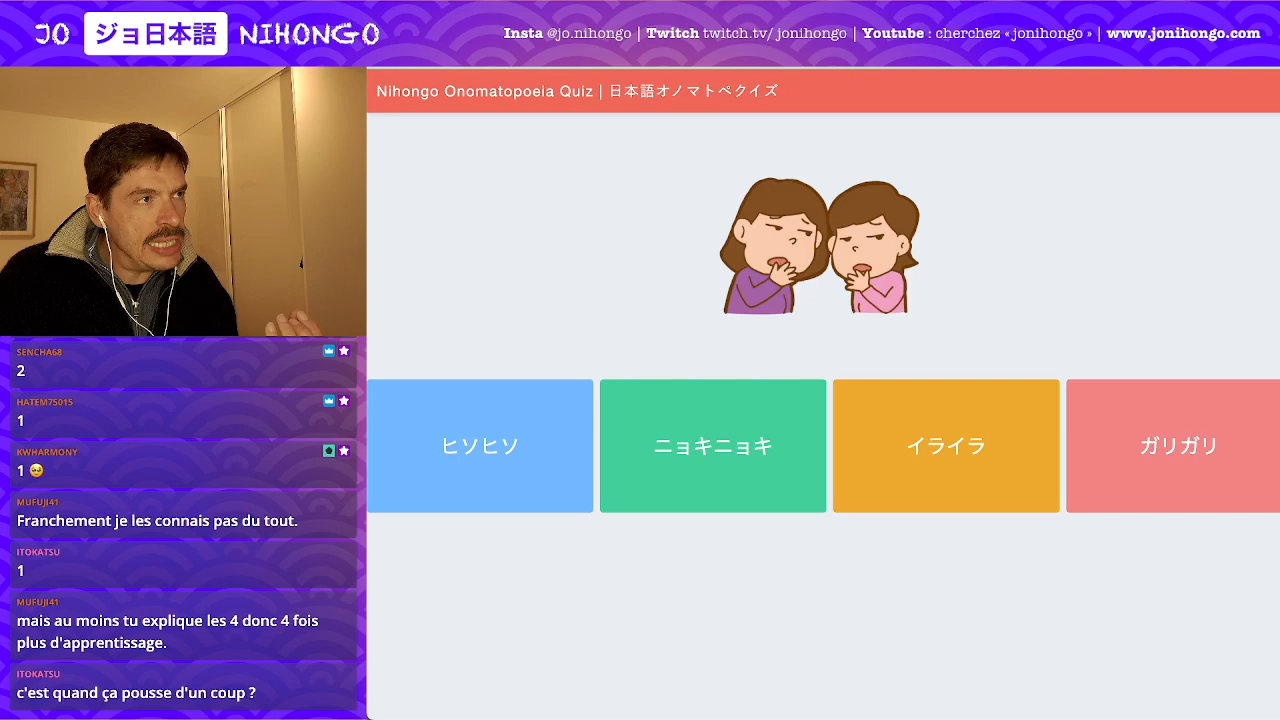 JO ジョ日本語 NIHONGO
Insta @jo.nihongo | Twitch twitch.tv/jonihongo | Youtube : cherchez « jonihongo » | www.jonihongo.com
Nihongo Onomatopoeia Quiz | 日本語オノマトペクイズ
ヒソヒソ
ニョキニョキ
イライラ
ガリガリ
SENCHA68
2
HATEM75015
1
KWHARMONY
1 🥺
MUFUJI41
Franchement je les connais pas du tout.
ITOKATSU
1
MUFUJI41
mais au moins tu explique les 4 donc 4 fois
plus d'apprentissage.
ITOKATSU
c'est quand ça pousse d'un coup ?